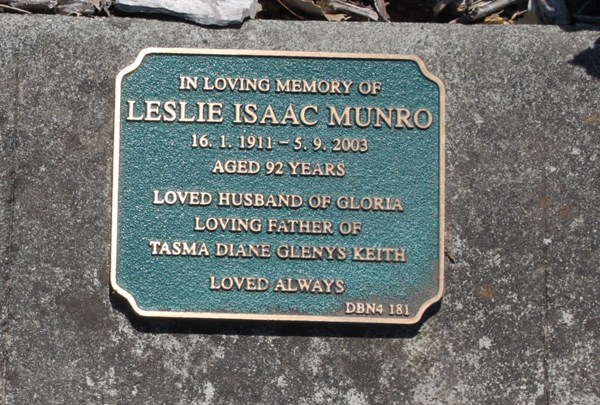 IN LOVING MEMORY OF
LESLIE ISAAC MUNRO
16. 1. 1911 – 5. 9. 2003
AGED 92 YEARS
LOVED HUSBAND OF GLORIA
LOVING FATHER OF
TASMA DIANE GLENYS KEITH
LOVED ALWAYS
DBN4 181